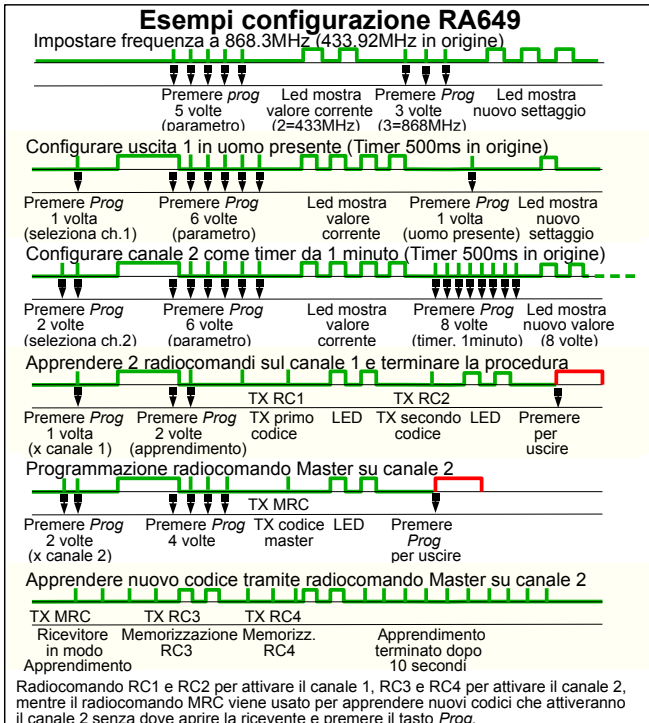 Esempi configurazione RA649
Impostare frequenza a 868.3MHz (433,92MHz in origine)
Premere prog
5 volte
(parametro)
Led mostra
valore corrente
(2=433MHz)
Premere Prog
3 volte
(3=868MHz)
Led mostra
nuovo settaggio
Configurare uscita 1 in uomo presente (Timer 500ms in origine)
Premere Prog
1 volta
(seleziona ch.1)
Premere Prog
6 volte
(parametro)
Led mostra
valore
corrente
Premere Prog
1 volta
(uomo presente)
Led mostra
nuovo
settaggio
Configurare canale 2 come timer da 1 minuto (Timer 500ms in origine)
Premere Prog
2 volte
(seleziona ch.2)
Premere Prog
6 volte
(parametro)
Led mostra
valore
corrente
Premere Prog
8 volte
(timer. 1minuto)
Led mostra
nuovo valore
(8 volte)
Apprendere 2 radiocomandi sul canale 1 e terminare la procedura
TX RC1
TX RC2
Premere Prog
1 volta
(x canale 1)
Premere Prog
2 volte
(apprendimento)
TX primo
codice
LED
TX secondo
codice
LED
Premere
per
uscire
Programmazione radiocomando Master su canale 2
TX MRC
Premere Prog
2 volte
(x canale 2)
Premere Prog
4 volte
TX codice
master
LED
Premere
Prog
per uscire
Apprendere nuovo codice tramite radiocomando Master su canale 2
TX MRC
TX RC3
TX RC4
Ricevitore
in modo
Apprendimento
Memorizzazione
RC3
Memorizz.
RC4
Apprendimento
terminato dopo
10 secondi
Radiocomando RC1 e RC2 per attivare il canale 1, RC3 e RC4 per attivare il canale 2,
mentre il radiocomando MRC viene usato per apprendere nuovi codici che attiveranno
il canale 2 senza dove aprire la ricevente e premere il tasto Prog.